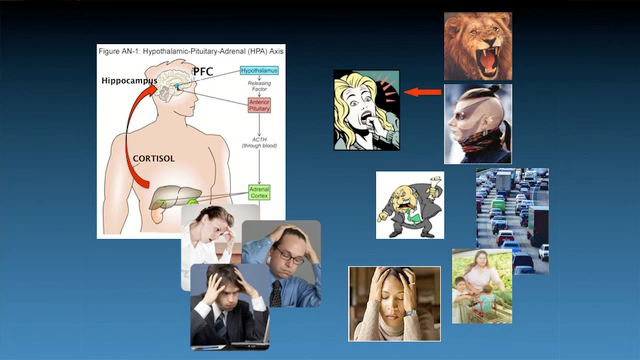 Figure AN-1: Hypothalamic-Pituitary-Adrenal (HPA) Axis
PFC
Hippocampus
Hypothalamus
Releasing
Factor
Anterior
Pituitary
ACTH
(through blood)
CORTISOL
Adrenal
Cortex